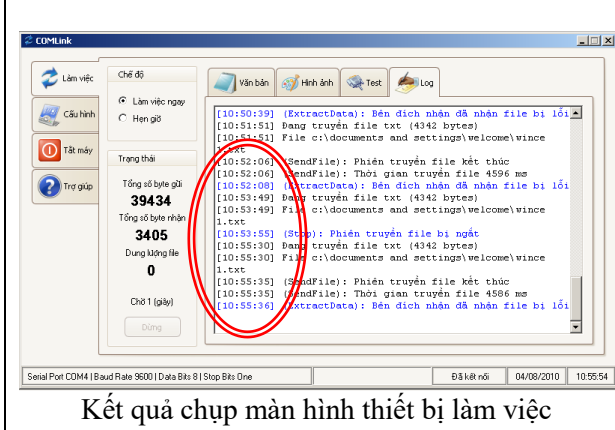 COMLink
Làm việc
Cấu hình
Tắt máy
Trợ giúp
Chế độ
Làm việc ngay
Hẹn giờ
Trạng thái
Tổng số byte gửi
39434
Tổng số byte nhận
3405
Dung lượng file
0
Chờ 1 (giây)
Dừng
Văn bản
Hình ảnh
Test
Log
[10:50:39] (ExtractData): Bên đích nhận đã nhận file bị lỗi
[10:51:51] Đang truyền file txt (4342 bytes)
[10:51:51] File c:\documents and settings\welcome\wince
1.txt
[10:52:06] (SendFile): Phiên truyền file kết thúc
[10:52:06] (SendFile): Thời gian truyền file 4596 ms
[10:52:08] (ExtractData): Bên đích nhận đã nhận file bị lỗi
[10:53:49] Đang truyền file txt (4342 bytes)
[10:53:49] File c:\documents and settings\welcome\wince
1.txt
[10:53:55] (Stop): Phiên truyền file bị ngắt
[10:55:30] Đang truyền file txt (4342 bytes)
[10:55:30] File c:\documents and settings\welcome\wince
1.txt
[10:55:35] (SendFile): Phiên truyền file kết thúc
[10:55:35] (SendFile): Thời gian truyền file 4586 ms
[10:55:36] (ExtractData): Bên đích nhận đã nhận file bị lỗi
Serial Port COM4 | Baud Rate 9600 | Data Bits 8 | Stop Bits One
Đã kết nối
04/08/2010
10:55:54
Kết quả chụp màn hình thiết bị làm việc